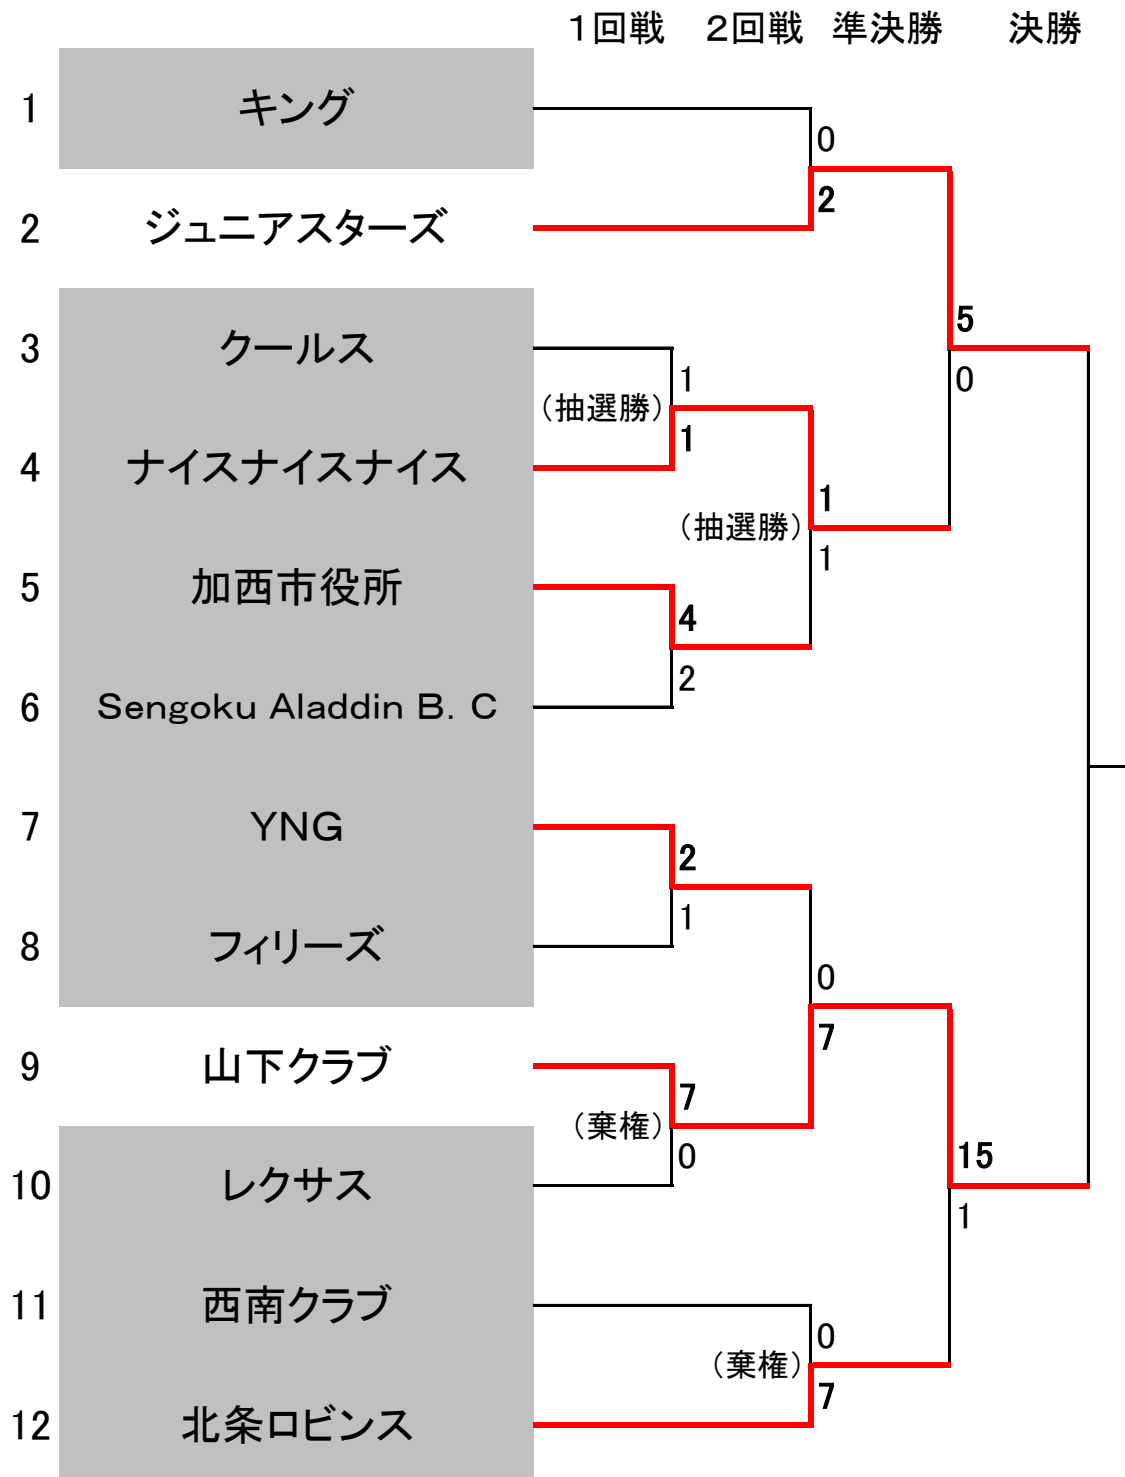 １回戦 ２回戦 準決勝 決勝
1 キング
0
2
2 ジュニアスターズ
5
3 クールス
0
1
（抽選勝）
1
4 ナイスナイスナイス
1
（抽選勝）
1
5 加西市役所
4
2
6 Sengoku Aladdin B．C
7 YNG
2
1
8 フィリーズ
0
7
9 山下クラブ
7
（棄権）
0
15
10 レクサス
1
11 西南クラブ
0
（棄権）
7
12 北条ロビンス